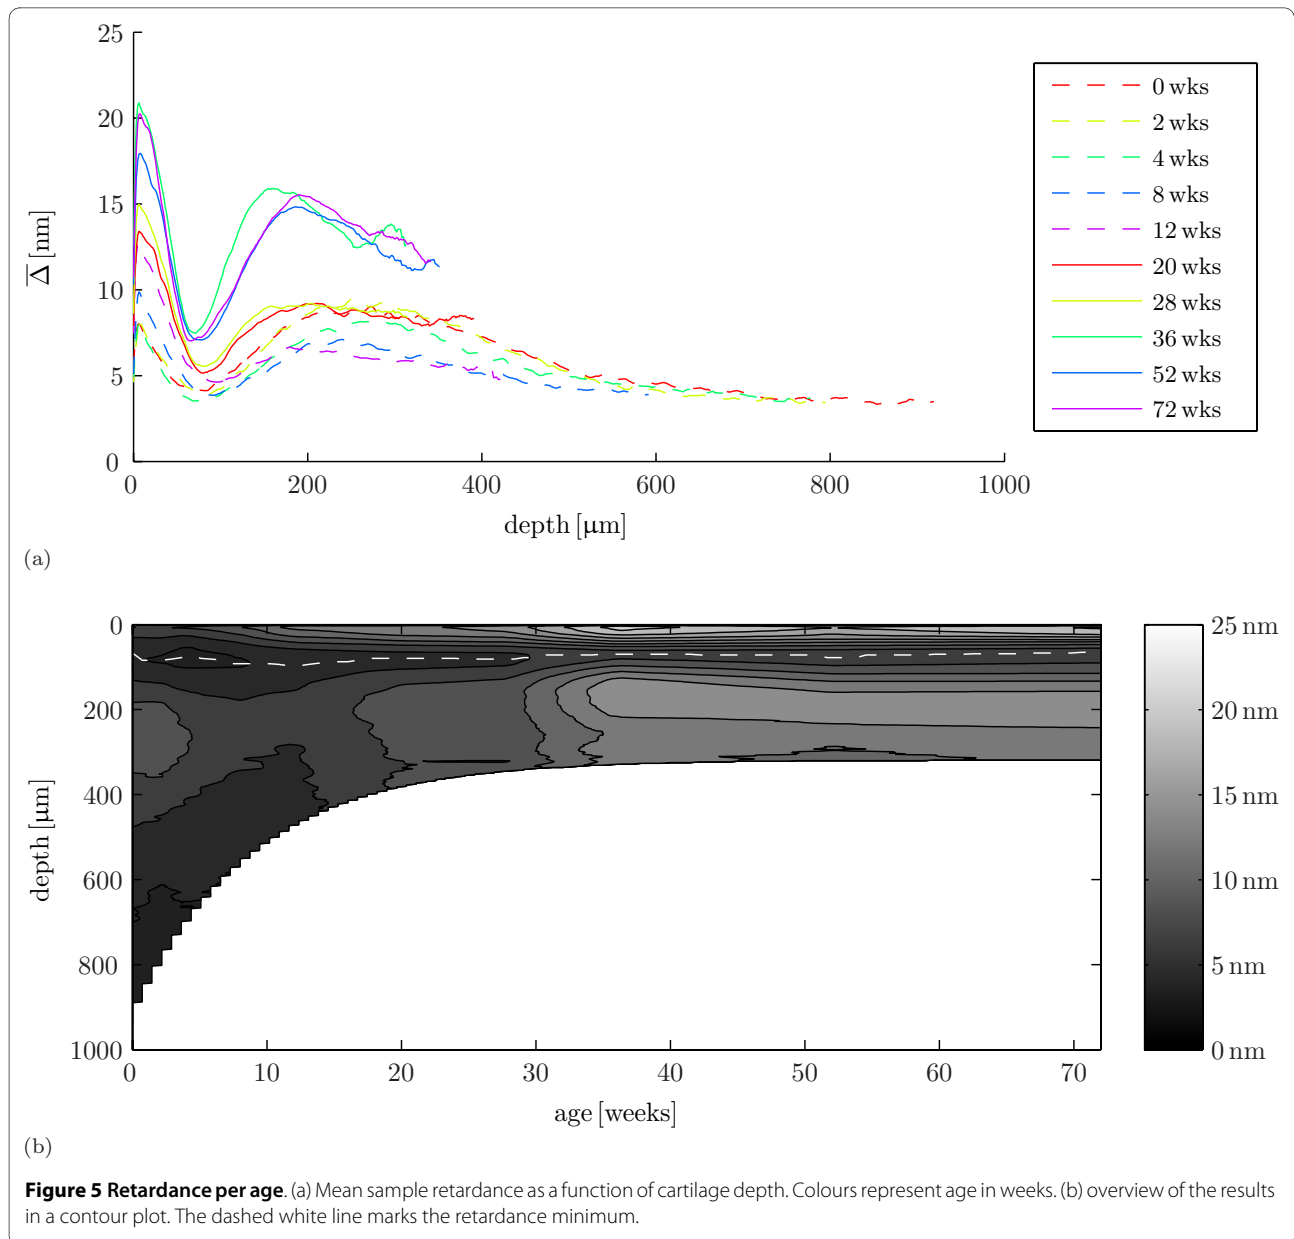 25
20
15
10
5
0
Δ [nm]
0 200 400 600 800 1000
depth [µm]
0 wks
2 wks
4 wks
8 wks
12 wks
20 wks
28 wks
36 wks
52 wks
72 wks
(a)
0
200
400
600
800
1000
depth [µm]
0 10 20 30 40 50 60 70
age [weeks]
25 nm
20 nm
15 nm
10 nm
5 nm
0 nm
(b)
Figure 5 Retardance per age. (a) Mean sample retardance as a function of cartilage depth. Colours represent age in weeks. (b) overview of the results
in a contour plot. The dashed white line marks the retardance minimum.